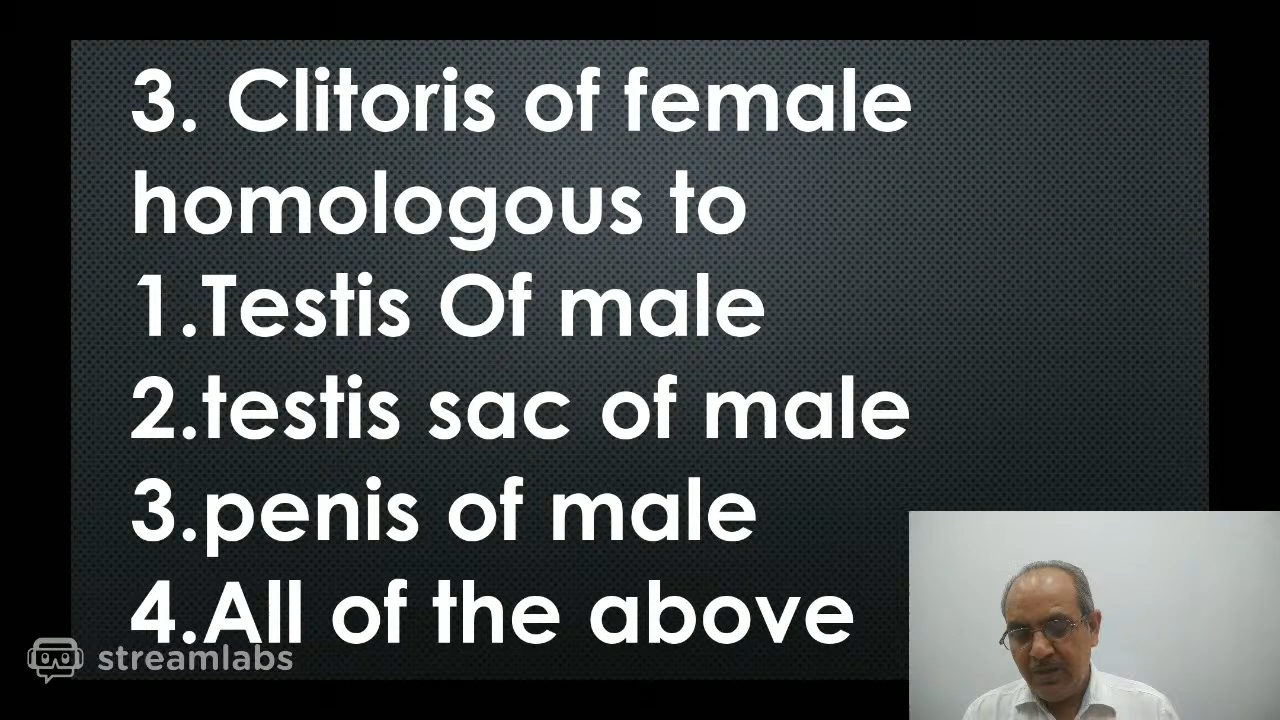 3. Clitoris of female
homologous to
1.Testis Of male
2.testis sac of male
3.penis of male
4.All of the above
streamlabs